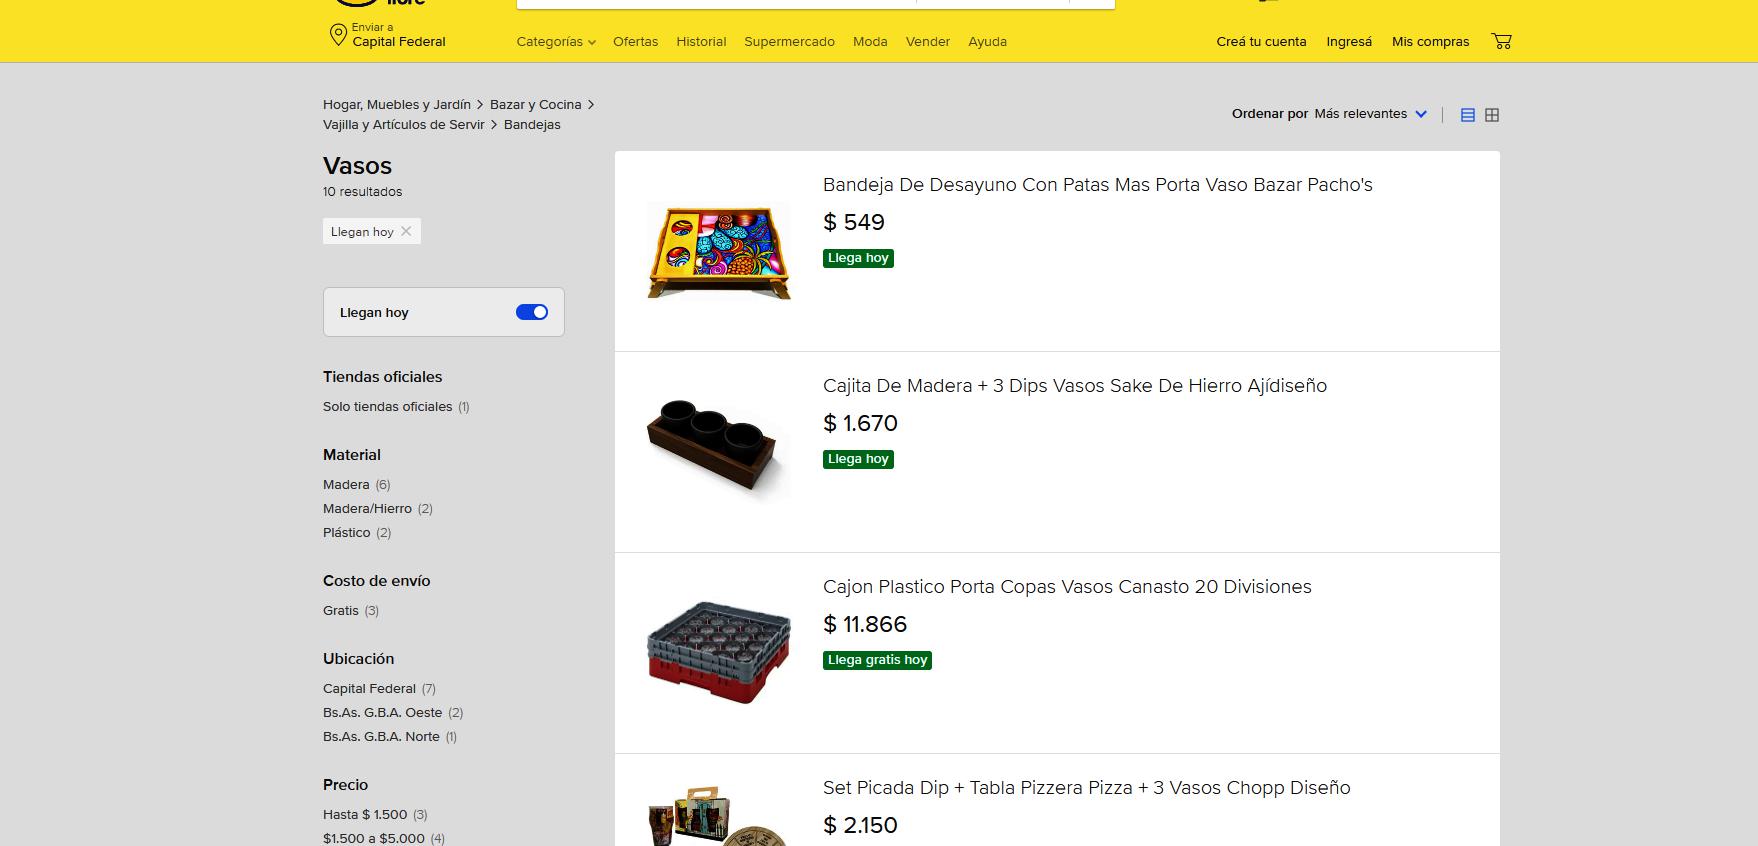 libre
Enviar a
Capital Federal
Categorías
Ofertas
Historial
Supermercado
Moda
Vender
Ayuda
Creá tu cuenta
Ingresá
Mis compras
Hogar, Muebles y Jardín > Bazar y Cocina >
Vajilla y Artículos de Servir > Bandejas
Ordenar por Más relevantes
Vasos
10 resultados
Llegan hoy
Llegan hoy
Tiendas oficiales
Solo tiendas oficiales (1)
Material
Madera (6)
Madera/Hierro (2)
Plástico (2)
Costo de envío
Gratis (3)
Ubicación
Capital Federal (7)
Bs.As. G.B.A. Oeste (2)
Bs.As. G.B.A. Norte (1)
Precio
Hasta $ 1.500 (3)
$1.500 a $5.000 (4)
Bandeja De Desayuno Con Patas Mas Porta Vaso Bazar Pacho's
$ 549
Llega hoy
Cajita De Madera + 3 Dips Vasos Sake De Hierro Ajídiseño
$ 1.670
Llega hoy
Cajon Plastico Porta Copas Vasos Canasto 20 Divisiones
$ 11.866
Llega gratis hoy
Set Picada Dip + Tabla Pizzera Pizza + 3 Vasos Chopp Diseño
$ 2.150